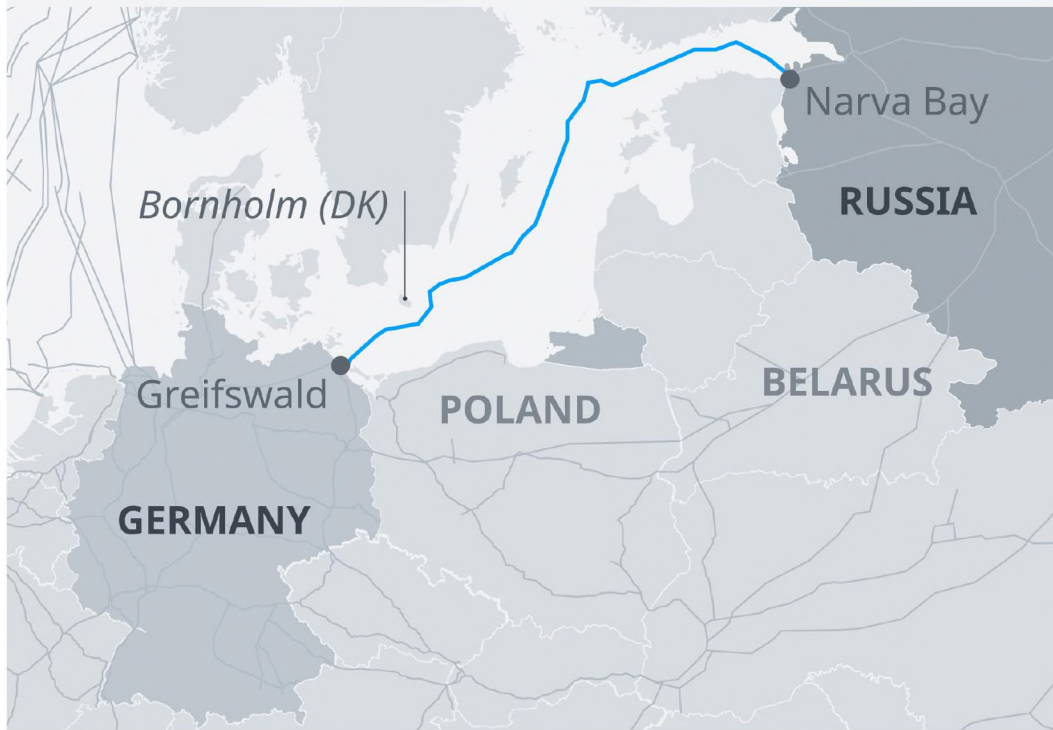 Narva Bay
RUSSIA
Bornholm (DK)
Greifswald
POLAND
BELARUS
GERMANY